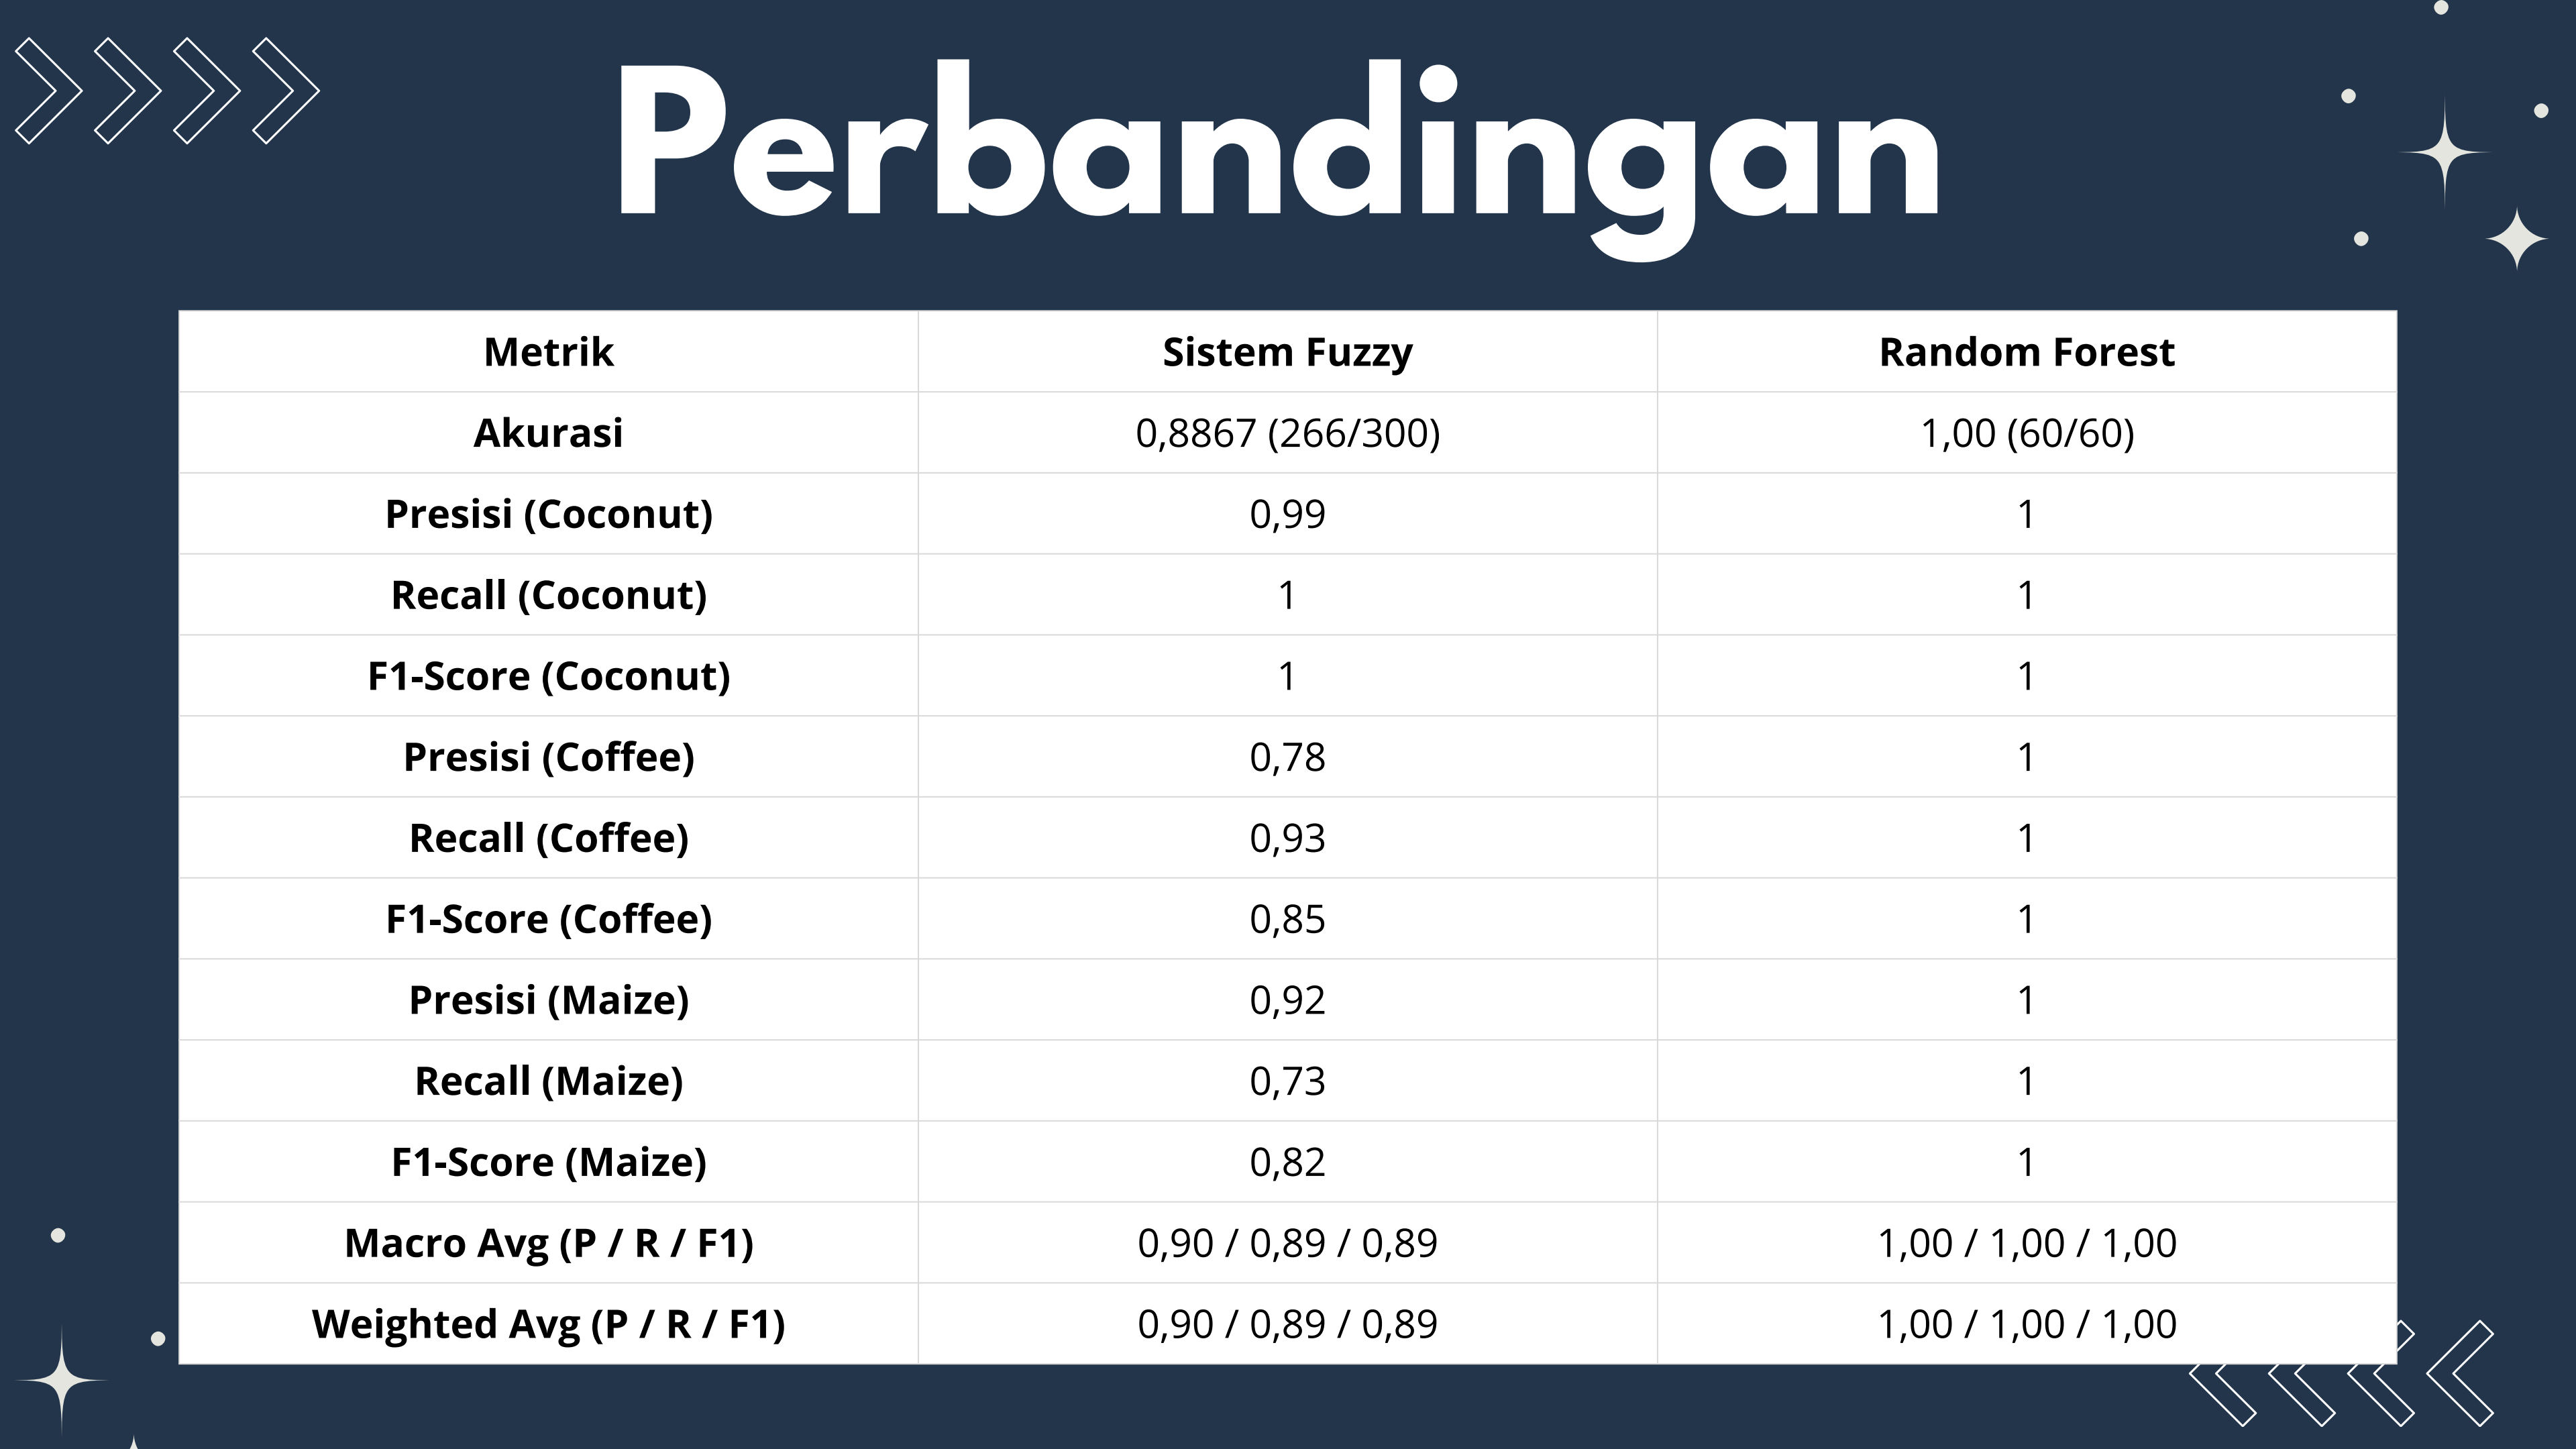 Perbandingan
Metrik Sistem Fuzzy Random Forest
Akurasi 0,8867 (266/300) 1,00 (60/60)
Presisi (Coconut) 0,99 1
Recall (Coconut) 1 1
F1-Score (Coconut) 1 1
Presisi (Coffee) 0,78 1
Recall (Coffee) 0,93 1
F1-Score (Coffee) 0,85 1
Presisi (Maize) 0,92 1
Recall (Maize) 0,73 1
F1-Score (Maize) 0,82 1
Macro Avg (P / R / F1) 0,90 / 0,89 / 0,89 1,00 / 1,00 / 1,00
Weighted Avg (P / R / F1) 0,90 / 0,89 / 0,89 1,00 / 1,00 / 1,00